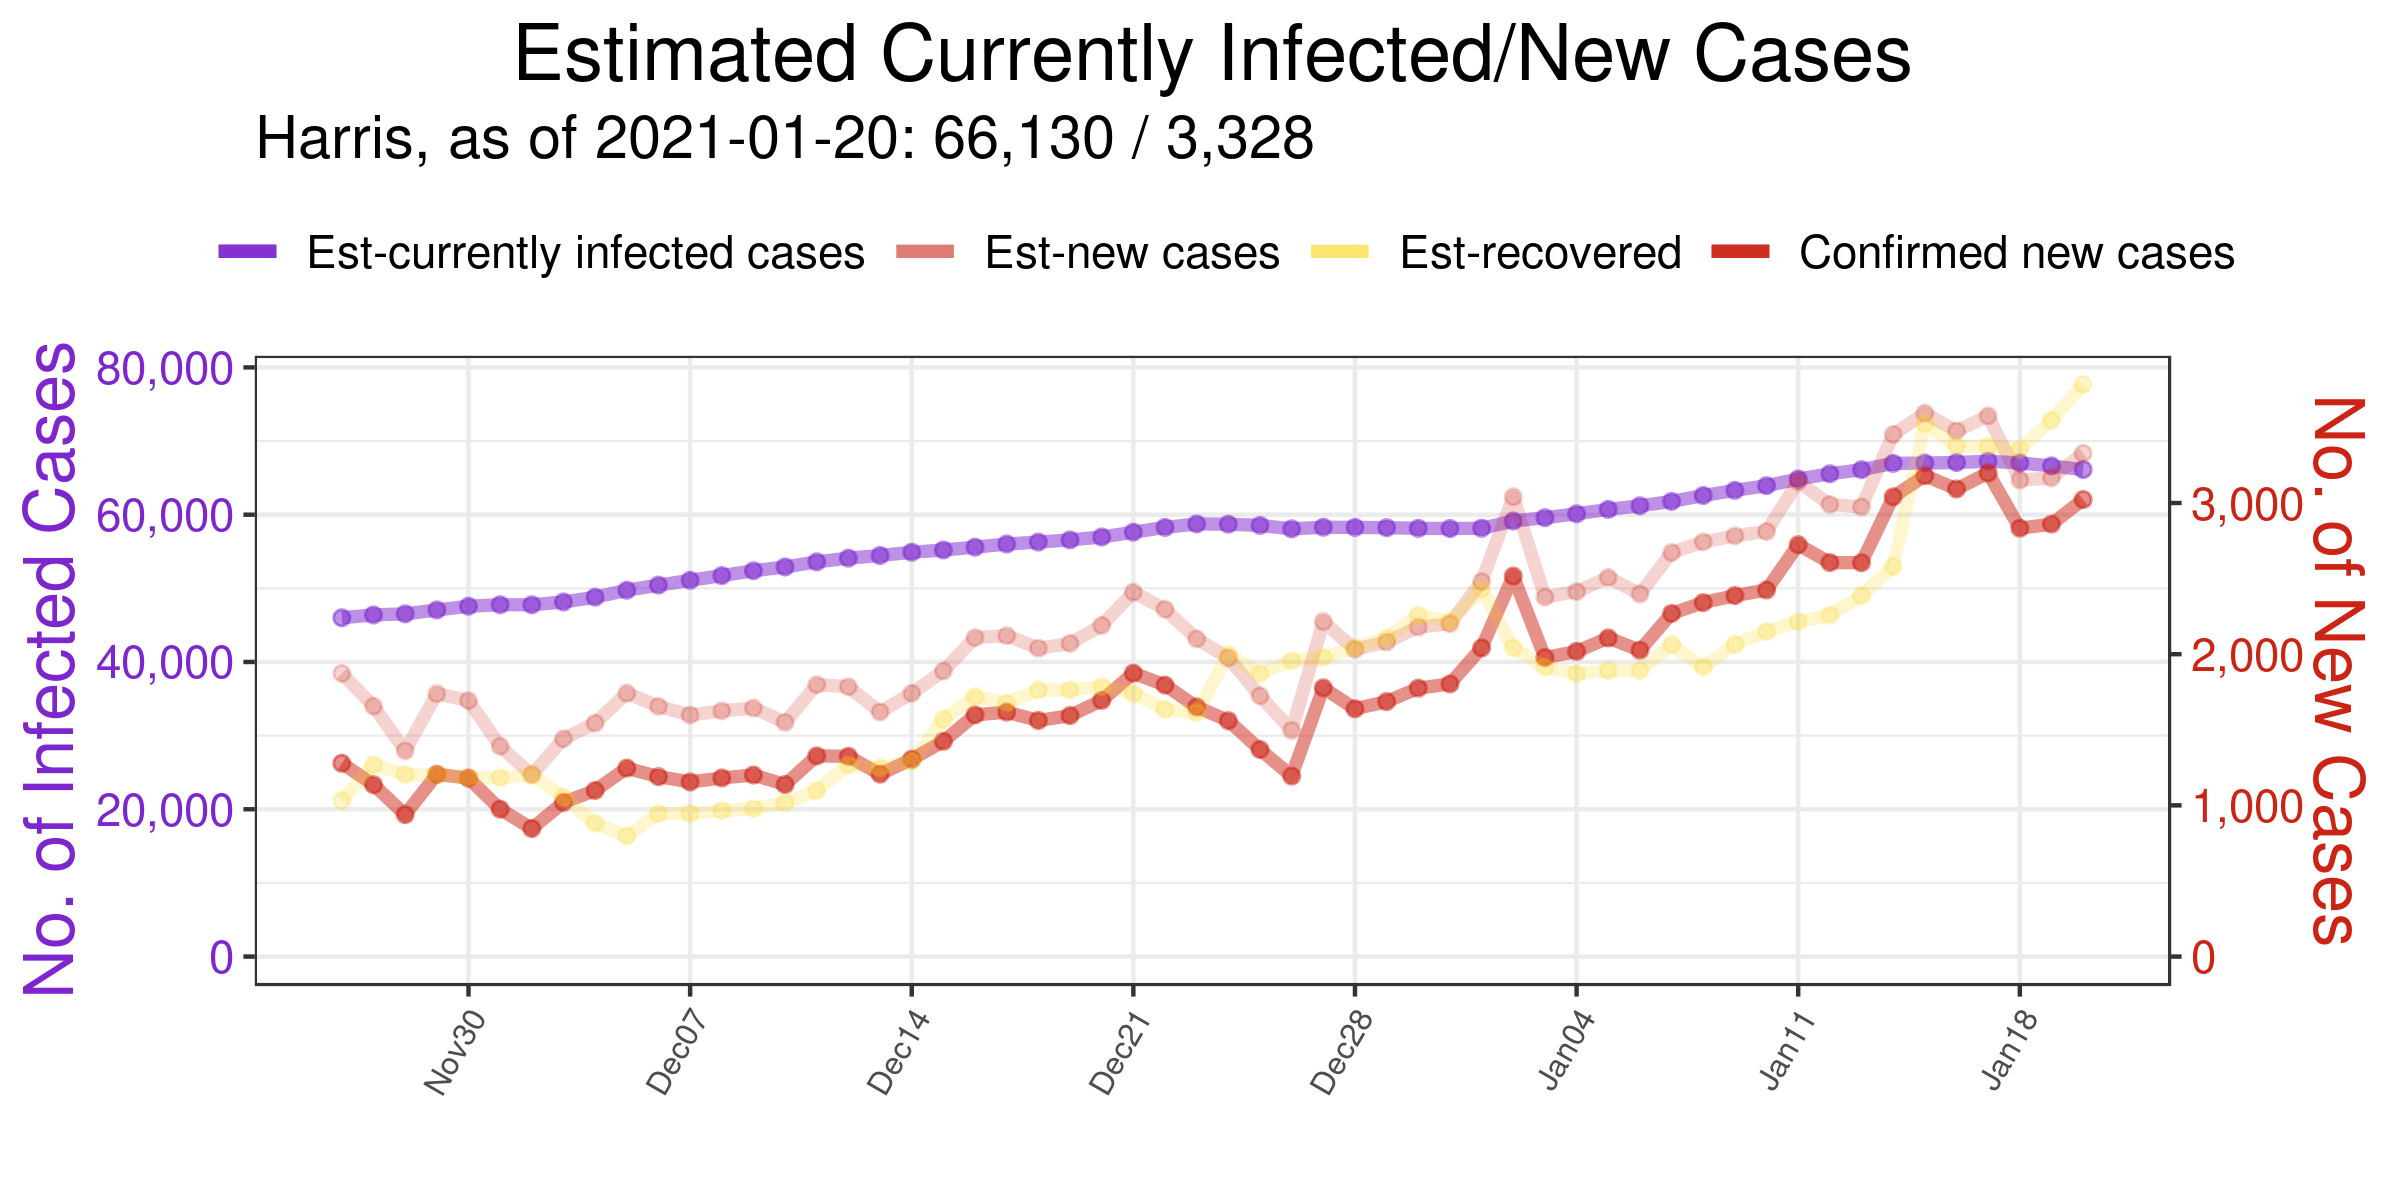 Estimated Currently Infected/New Cases
Harris, as of 2021-01-20: 66,130 / 3,328
Est-currently infected cases Est-new cases Est-recovered Confirmed new cases
No. of Infected Cases
80,000
60,000
40,000
20,000
0
3,000
2,000
1,000
0
No. of New Cases
Nov30 Dec07 Dec14 Dec21 Dec28 Jan04 Jan11 Jan18